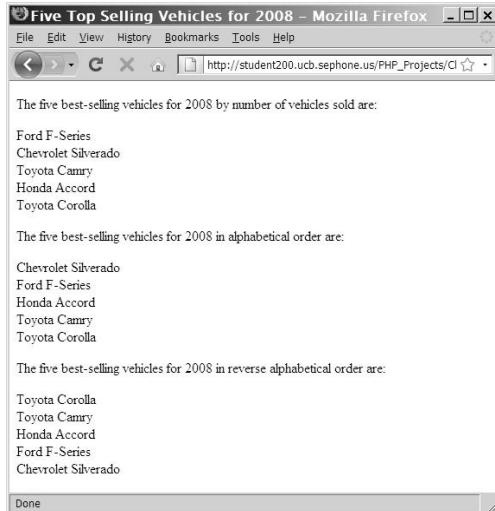 Five Top Selling Vehicles for 2008 - Mozilla Firefox
File Edit View History Bookmarks Tools Help
http://student200.ucb.sephone.us/PHP_Projects/Cl
The five best-selling vehicles for 2008 by number of vehicles sold are:
Ford F-Series
Chevrolet Silverado
Toyota Camry
Honda Accord
Toyota Corolla
The five best-selling vehicles for 2008 in alphabetical order are:
Chevrolet Silverado
Ford F-Series
Honda Accord
Toyota Camry
Toyota Corolla
The five best-selling vehicles for 2008 in reverse alphabetical order are:
Toyota Corolla
Toyota Camry
Honda Accord
Ford F-Series
Chevrolet Silverado
Done